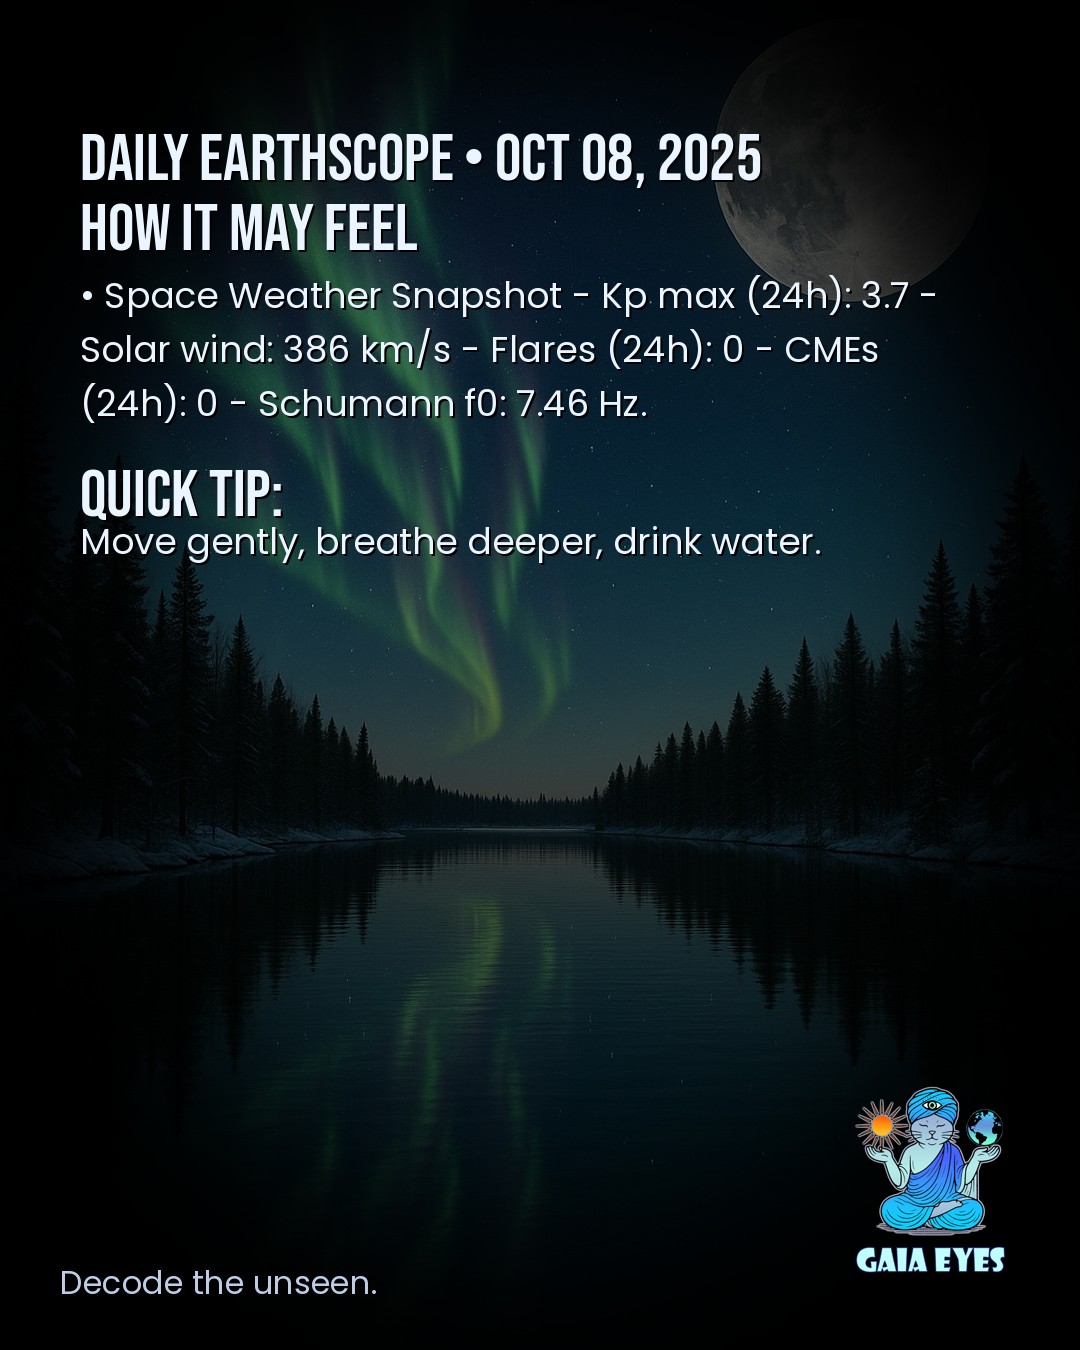 DAILY EARTHSCOPE • OCT 08, 2025
HOW IT MAY FEEL
• Space Weather Snapshot - Kp max (24h): 3.7 -
Solar wind: 386 km/s - Flares (24h): 0 - CMEs
(24h): 0 - Schumann f0: 7.46 Hz.
QUICK TIP:
Move gently, breathe deeper, drink water.
GAIA EYES
Decode the unseen.